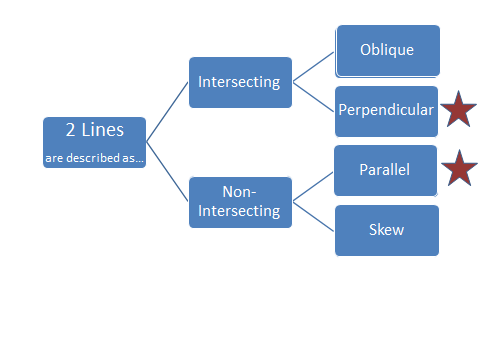 2 Lines
are described as...
Intersecting
Oblique
Perpendicular
Non-
Intersecting
Parallel
Skew